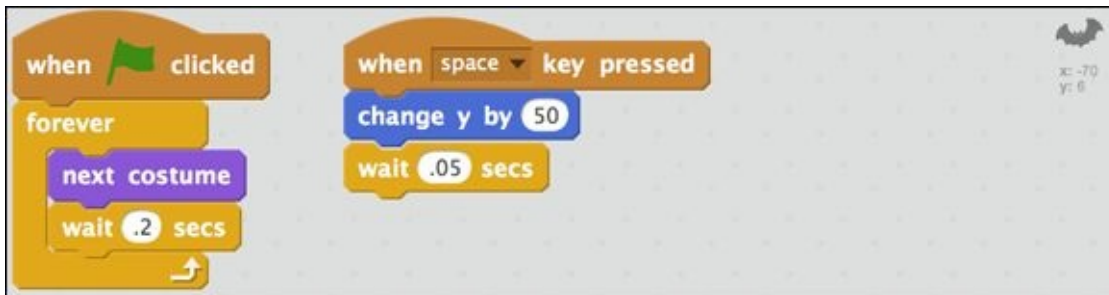 when clicked
forever
next costume
wait .2 secs
when space key pressed
change y by 50
wait .05 secs
x: -70
y: 6